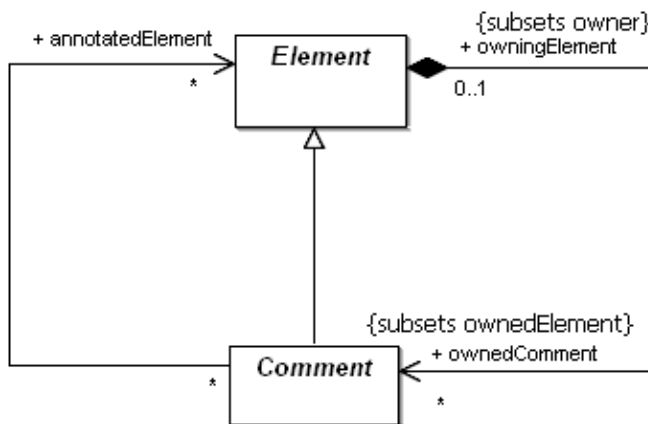 {subsets owner}
+ annotatedElement
Element
+ owningElement
*
0..1
{subsets ownedElement}
+ ownedComment
Comment
*
*